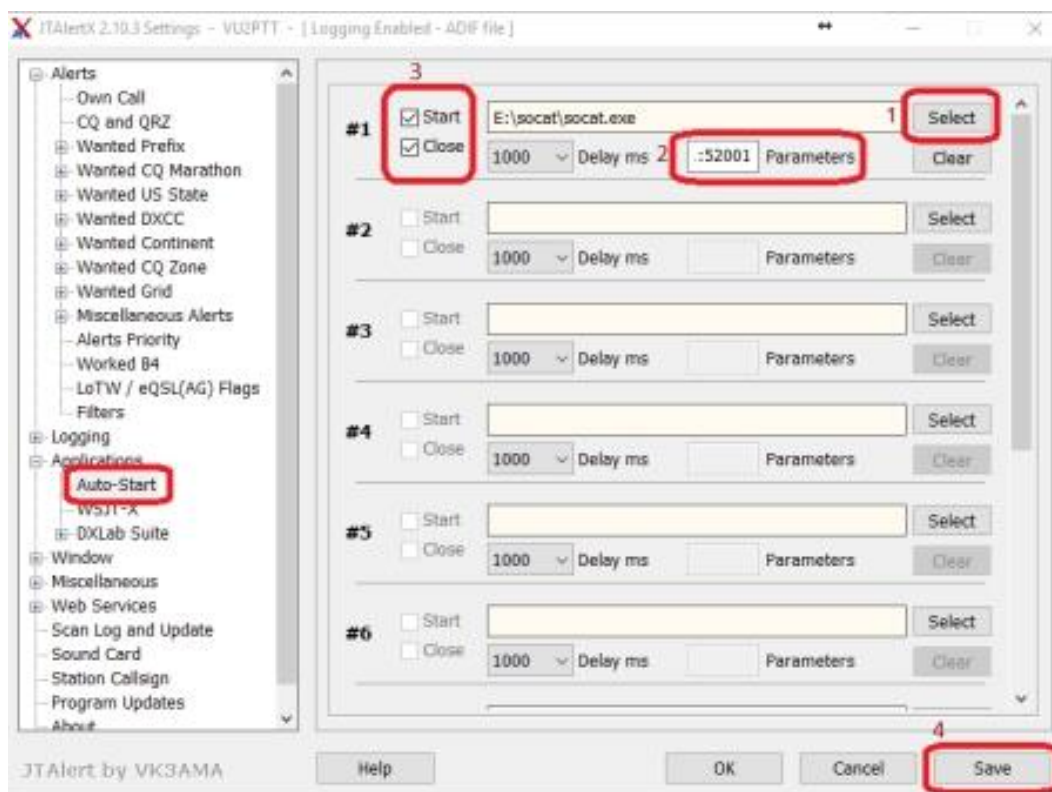 JTAlertX 2.10.3 Settings - VU2PTT - [ Logging Enabled - ADIF file ]
Alerts
Own Call
CQ and QRZ
Wanted Prefix
Wanted CQ Marathon
Wanted US State
Wanted DXCC
Wanted Continent
Wanted CQ Zone
Wanted Grid
Miscellaneous Alerts
Alerts Priority
Worked B4
LoTW / eQSL(AG) Flags
Filters
Logging
Applications
Auto-Start
WSJT-X
DXLab Suite
Window
Miscellaneous
Web Services
Scan Log and Update
Sound Card
Station Callsign
Program Updates
About
3
#1 Start E:\socat\socat.exe 1 Select
Close 1000 Delay ms 2 .:52001 Parameters Clear
#2 Start Select
Close 1000 Delay ms Parameters Clear
#3 Start Select
Close 1000 Delay ms Parameters Clear
#4 Start Select
Close 1000 Delay ms Parameters Clear
#5 Start Select
Close 1000 Delay ms Parameters Clear
#6 Start Select
Close 1000 Delay ms Parameters Clear
4
JTAlert by VK3AMA Help OK Cancel Save